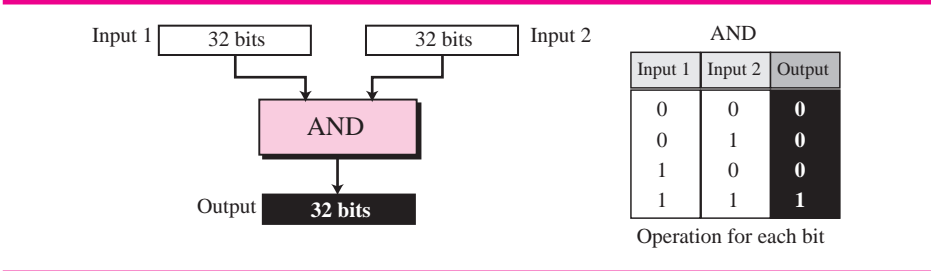 Input 1 32 bits 32 bits Input 2
AND
Output 32 bits
AND
Input 1 Input 2 Output
0 0 0
0 1 0
1 0 0
1 1 1
Operation for each bit